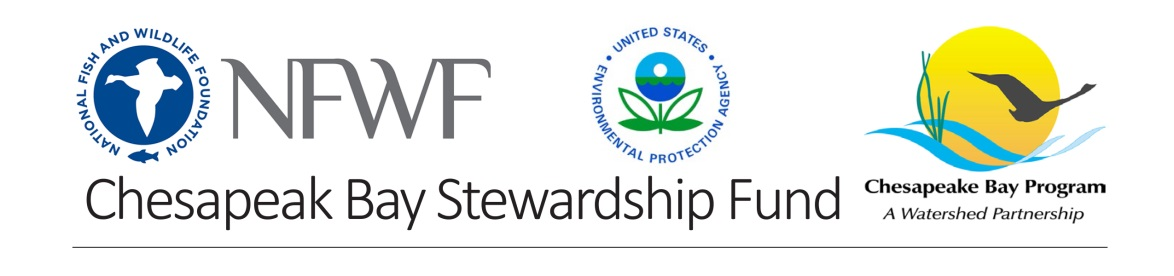 NATIONAL FISH AND WILDLIFE FOUNDATION
NFWF
UNITED STATES
ENVIRONMENTAL PROTECTION AGENCY
Chesapeak Bay Stewardship Fund
Chesapeake Bay Program
A Watershed Partnership